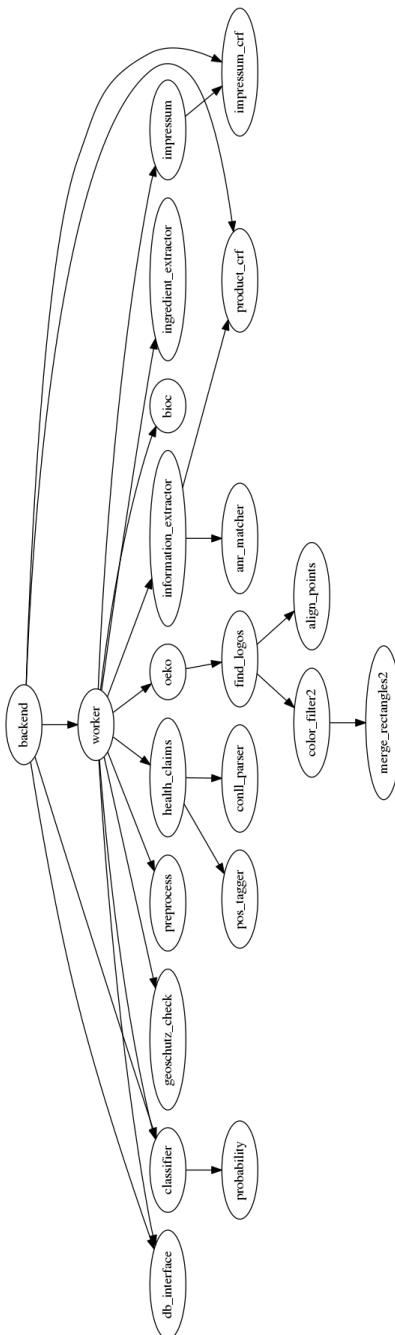 backend
worker
db_interface
classifier
geoschutz_check
preprocess
health_claims
oeko
information_extractor
bioc
ingredient_extractor
impressum
probability
pos_tagger
conll_parser
find_logos
anr_matcher
product_crf
impressum_crf
color_filter2
align_points
merge_rectangles2